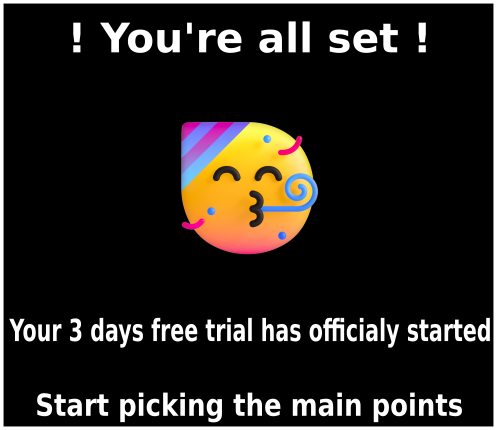 ! You're all set !
Your 3 days free trial has officialy started
Start picking the main points